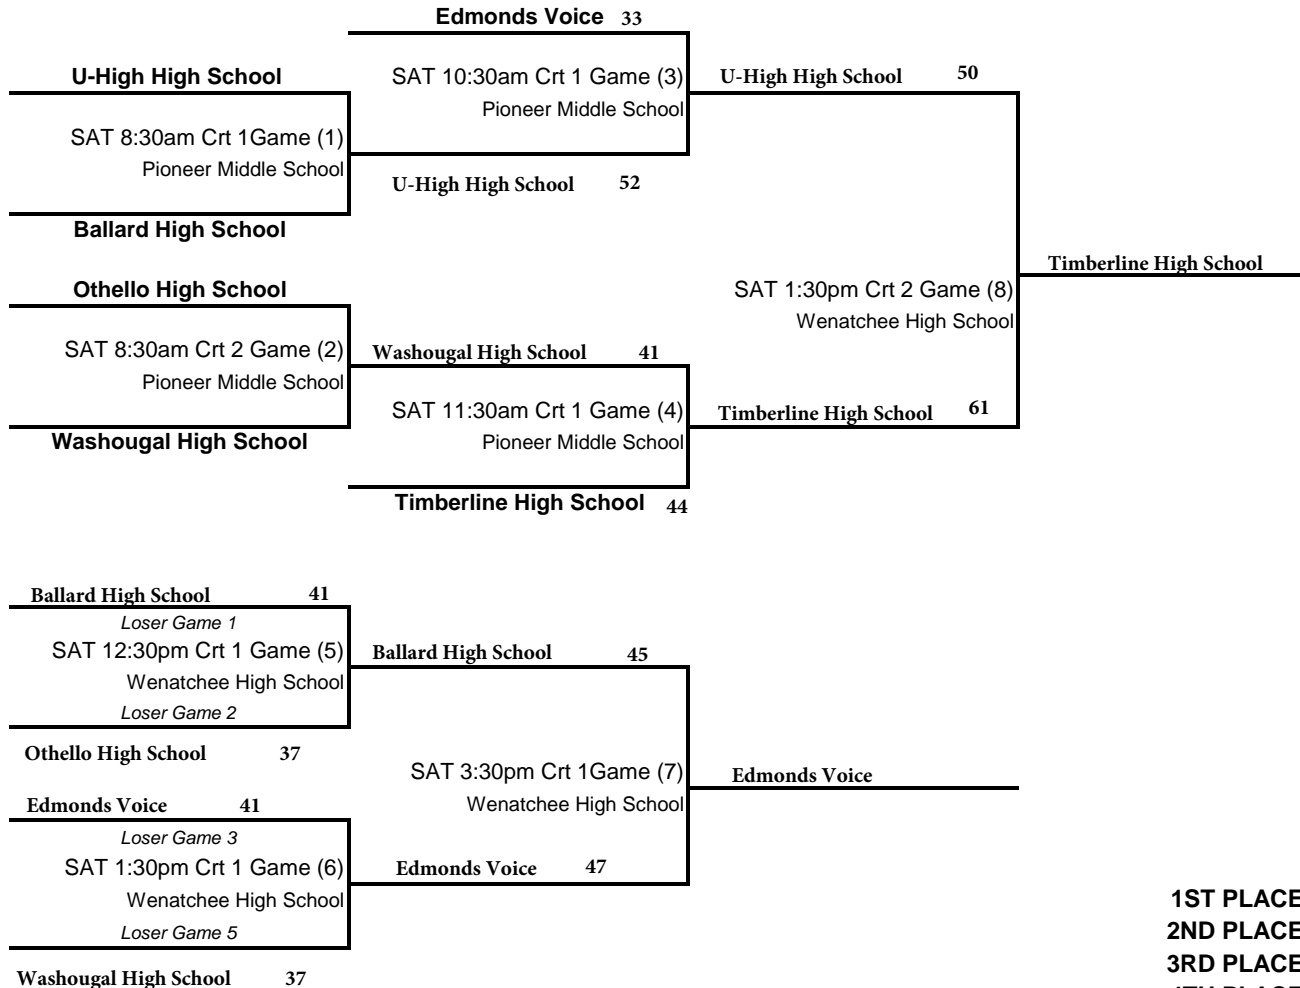 Edmonds Voice 33
U-High High School
SAT 10:30am Crt 1 Game (3)
Pioneer Middle School
U-High High School 50
SAT 8:30am Crt 1Game (1)
Pioneer Middle School
U-High High School 52
Ballard High School
Timberline High School
Othello High School
SAT 1:30pm Crt 2 Game (8)
Wenatchee High School
SAT 8:30am Crt 2 Game (2)
Pioneer Middle School
Washougal High School 41
SAT 11:30am Crt 1 Game (4)
Pioneer Middle School
Timberline High School 61
Washougal High School
Timberline High School 44
Ballard High School 41
Loser Game 1
SAT 12:30pm Crt 1 Game (5)
Wenatchee High School
Loser Game 2
Ballard High School 45
Othello High School 37
SAT 3:30pm Crt 1Game (7)
Wenatchee High School
Edmonds Voice
Edmonds Voice 41
Loser Game 3
SAT 1:30pm Crt 1 Game (6)
Wenatchee High School
Loser Game 5
Edmonds Voice 47
Washougal High School 37
1ST PLACE
2ND PLACE
3RD PLACE